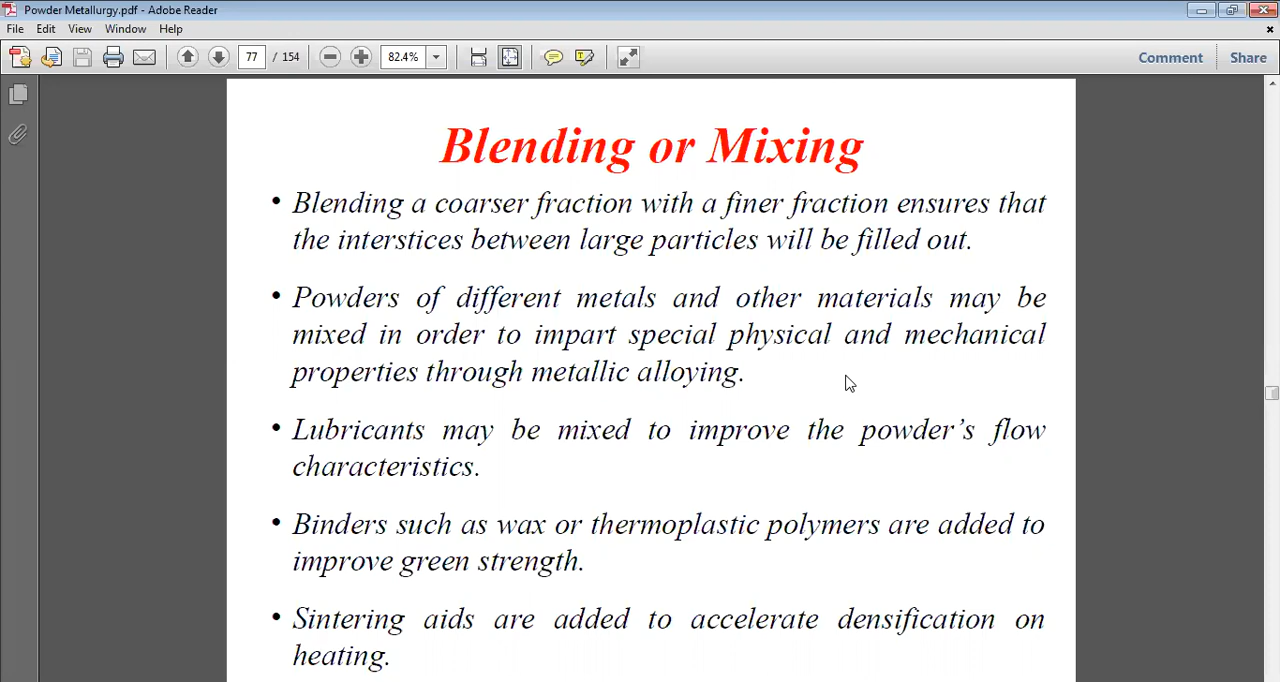 Powder Metallurgy.pdf - Adobe Reader
File Edit View Window Help
77 / 154 82.4% Comment Share
Blending or Mixing
• Blending a coarser fraction with a finer fraction ensures that
the interstices between large particles will be filled out.
• Powders of different metals and other materials may be
mixed in order to impart special physical and mechanical
properties through metallic alloying.
• Lubricants may be mixed to improve the powder’s flow
characteristics.
• Binders such as wax or thermoplastic polymers are added to
improve green strength.
• Sintering aids are added to accelerate densification on
heating.